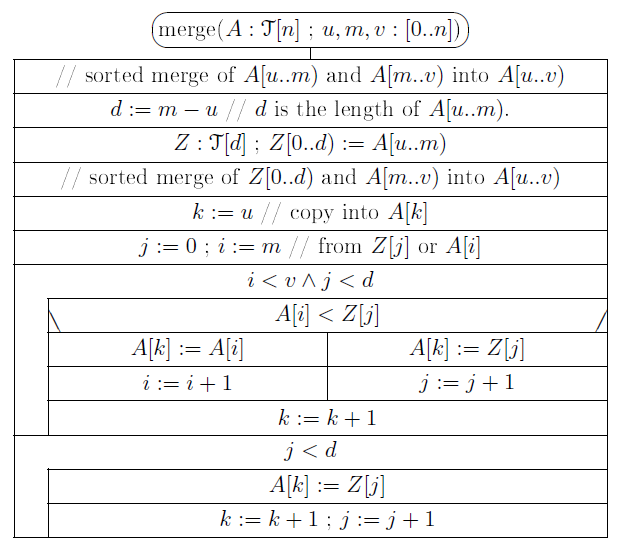 merge(A : 𝒯[n] ; u, m, v : [0..n])
// sorted merge of A[u..m) and A[m..v) into A[u..v)
d := m − u // d is the length of A[u..m).
Z : 𝒯[d] ; Z[0..d) := A[u..m)
// sorted merge of Z[0..d) and A[m..v) into A[u..v)
k := u // copy into A[k]
j := 0 ; i := m // from Z[j] or A[i]
i < v ∧ j < d
A[i] < Z[j]
A[k] := A[i] A[k] := Z[j]
i := i + 1 j := j + 1
k := k + 1
j < d
A[k] := Z[j]
k := k + 1 ; j := j + 1